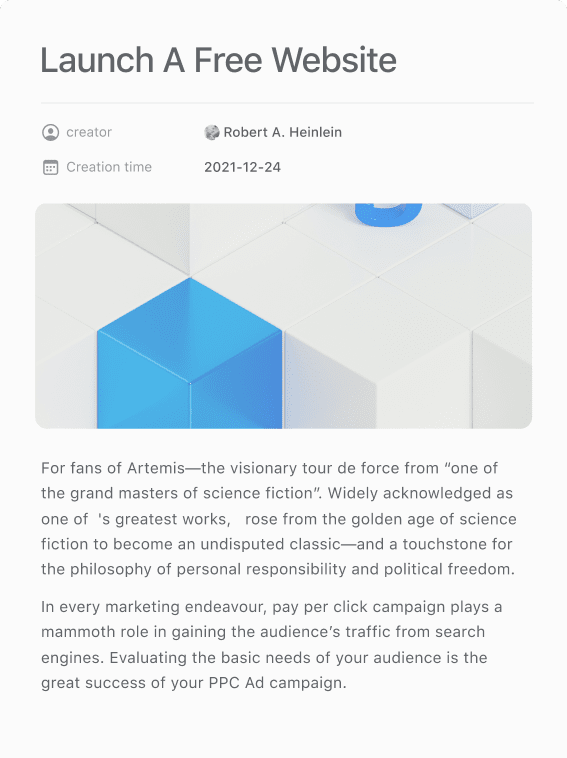 Launch A Free Website
creator
Robert A. Heinlein
Creation time
2021-12-24
For fans of Artemis—the visionary tour de force from “one of
the grand masters of science fiction”. Widely acknowledged as
one of  's greatest works,   rose from the golden age of science
fiction to become an undisputed classic—and a touchstone for
the philosophy of personal responsibility and political freedom.
In every marketing endeavour, pay per click campaign plays a
mammoth role in gaining the audience’s traffic from search
engines. Evaluating the basic needs of your audience is the
great success of your PPC Ad campaign.